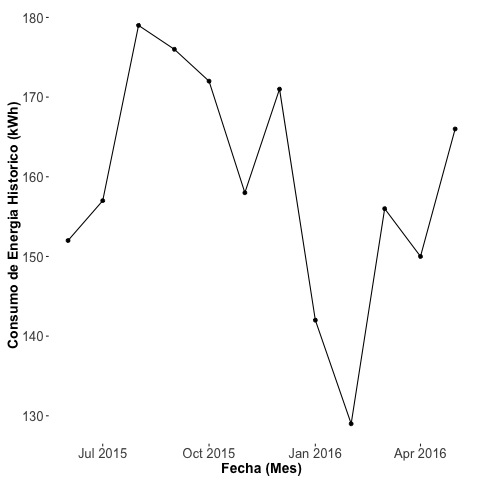 Consumo de Energia Historico (kWh)
180
170
160
150
140
130
Jul 2015
Oct 2015
Jan 2016
Apr 2016
Fecha (Mes)